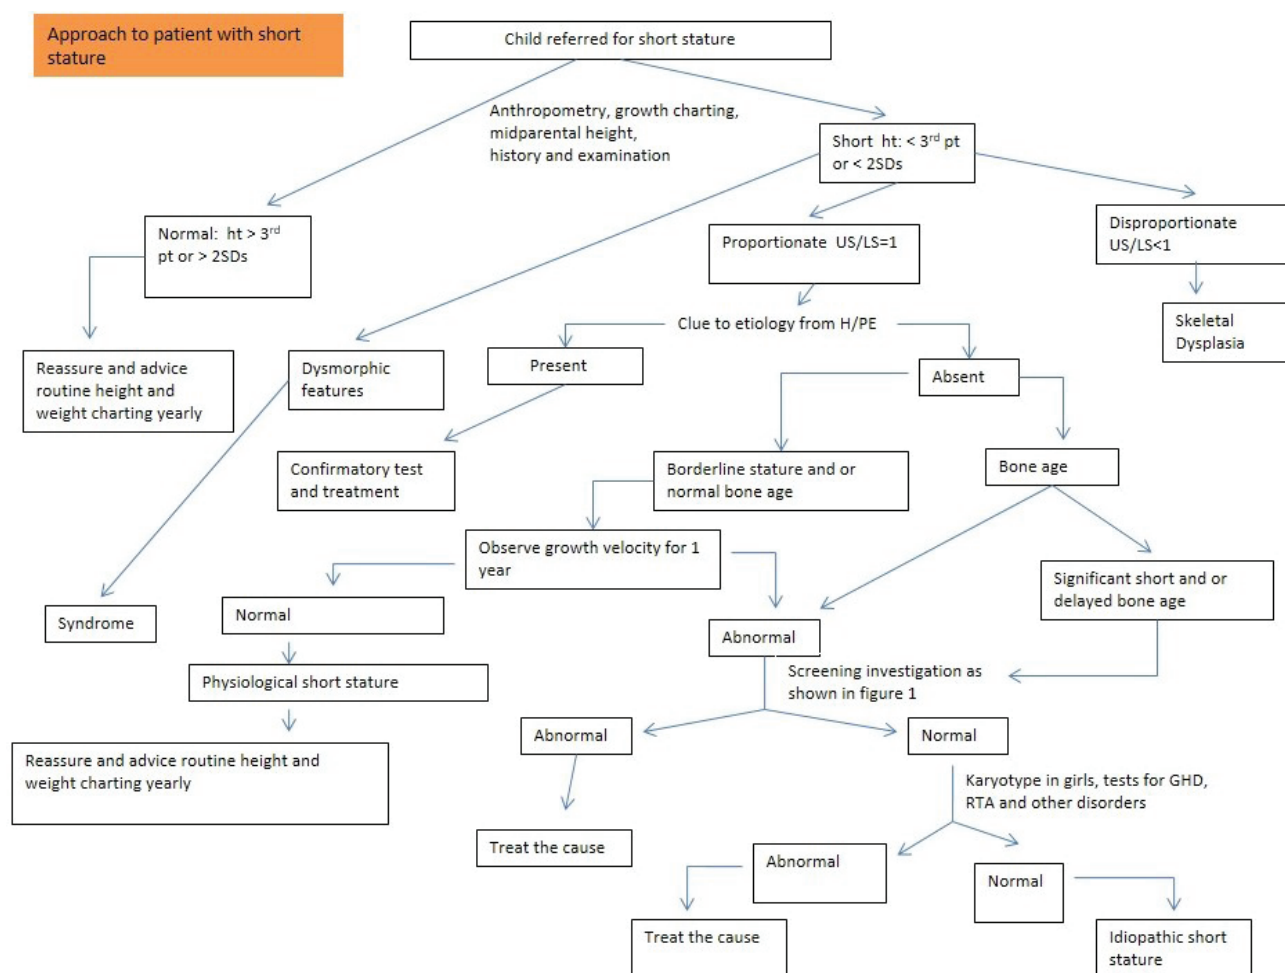 Approach to patient with short
stature
Child referred for short stature
Anthropometry, growth charting,
midparental height,
history and examination
Short ht: < 3rd pt
or < 2SDs
Normal: ht > 3rd
pt or > 2SDs
Proportionate US/LS=1
Disproportionate
US/LS<1
Clue to etiology from H/PE
Skeletal
Dysplasia
Reassure and advice
routine height and
weight charting yearly
Dysmorphic
features
Present
Absent
Confirmatory test
and treatment
Borderline stature and or
normal bone age
Bone age
Observe growth velocity for 1
year
Significant short and or
delayed bone age
Syndrome
Normal
Abnormal
Physiological short stature
Screening investigation as
shown in figure 1
Reassure and advice routine height and
weight charting yearly
Abnormal
Normal
Karyotype in girls, tests for GHD,
RTA and other disorders
Treat the cause
Abnormal
Normal
Treat the cause
Idiopathic short
stature